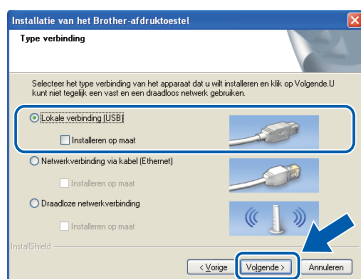 Installatie van het Brother-afdruktoestel
Type verbinding
Selecteer het type verbinding van het apparaat dat u wilt installeren en klik op Volgende.U
kunt niet tegelijk een vast en een draadloos netwerk gebruiken.
Lokale verbinding (USB)
Installeren op maat
Netwerkverbinding via kabel (Ethernet)
Installeren op maat
Draadloze netwerkverbinding
Installeren op maat
InstallShield
< Vorige Volgende > Annuleren